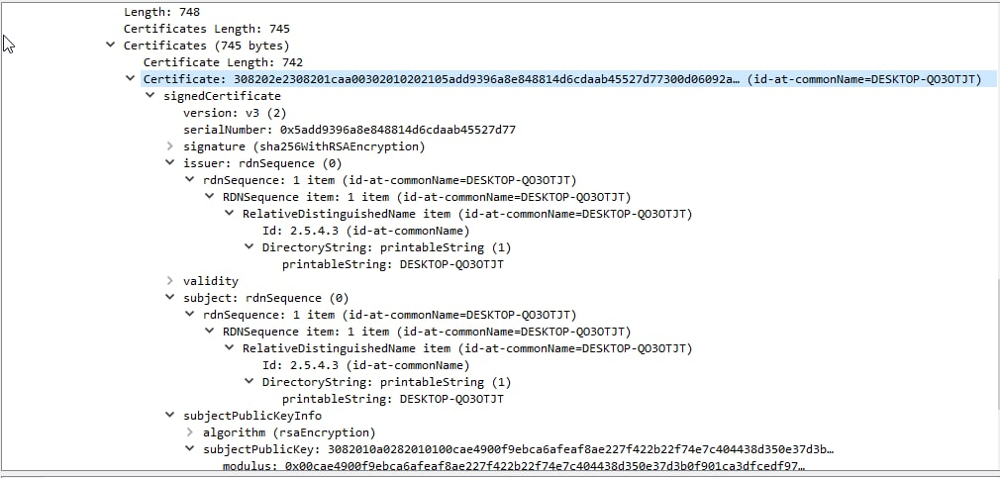 Length: 748
Certificates Length: 745
Certificates (745 bytes)
Certificate Length: 742
Certificate: 308202e2308201caa00302010202105add9396a8e848814d6cdaab45527d77300d06092a… (id-at-commonName=DESKTOP-QO3OTJT)
signedCertificate
version: v3 (2)
serialNumber: 0x5add9396a8e848814d6cdaab45527d77
signature (sha256WithRSAEncryption)
issuer: rdnSequence (0)
rdnSequence: 1 item (id-at-commonName=DESKTOP-QO3OTJT)
RDNSequence item: 1 item (id-at-commonName=DESKTOP-QO3OTJT)
RelativeDistinguishedName item (id-at-commonName=DESKTOP-QO3OTJT)
Id: 2.5.4.3 (id-at-commonName)
DirectoryString: printableString (1)
printableString: DESKTOP-QO3OTJT
validity
subject: rdnSequence (0)
rdnSequence: 1 item (id-at-commonName=DESKTOP-QO3OTJT)
RDNSequence item: 1 item (id-at-commonName=DESKTOP-QO3OTJT)
RelativeDistinguishedName item (id-at-commonName=DESKTOP-QO3OTJT)
Id: 2.5.4.3 (id-at-commonName)
DirectoryString: printableString (1)
printableString: DESKTOP-QO3OTJT
subjectPublicKeyInfo
algorithm (rsaEncryption)
subjectPublicKey: 3082010a0282010100cae4900f9ebca6afeaf8ae227f422b22f74e7c404438d350e37d3b…
modulus: 0x00cae4900f9ebca6afeaf8ae227f422b22f74e7c404438d350e37d3b0f901ca3dfcedf97…